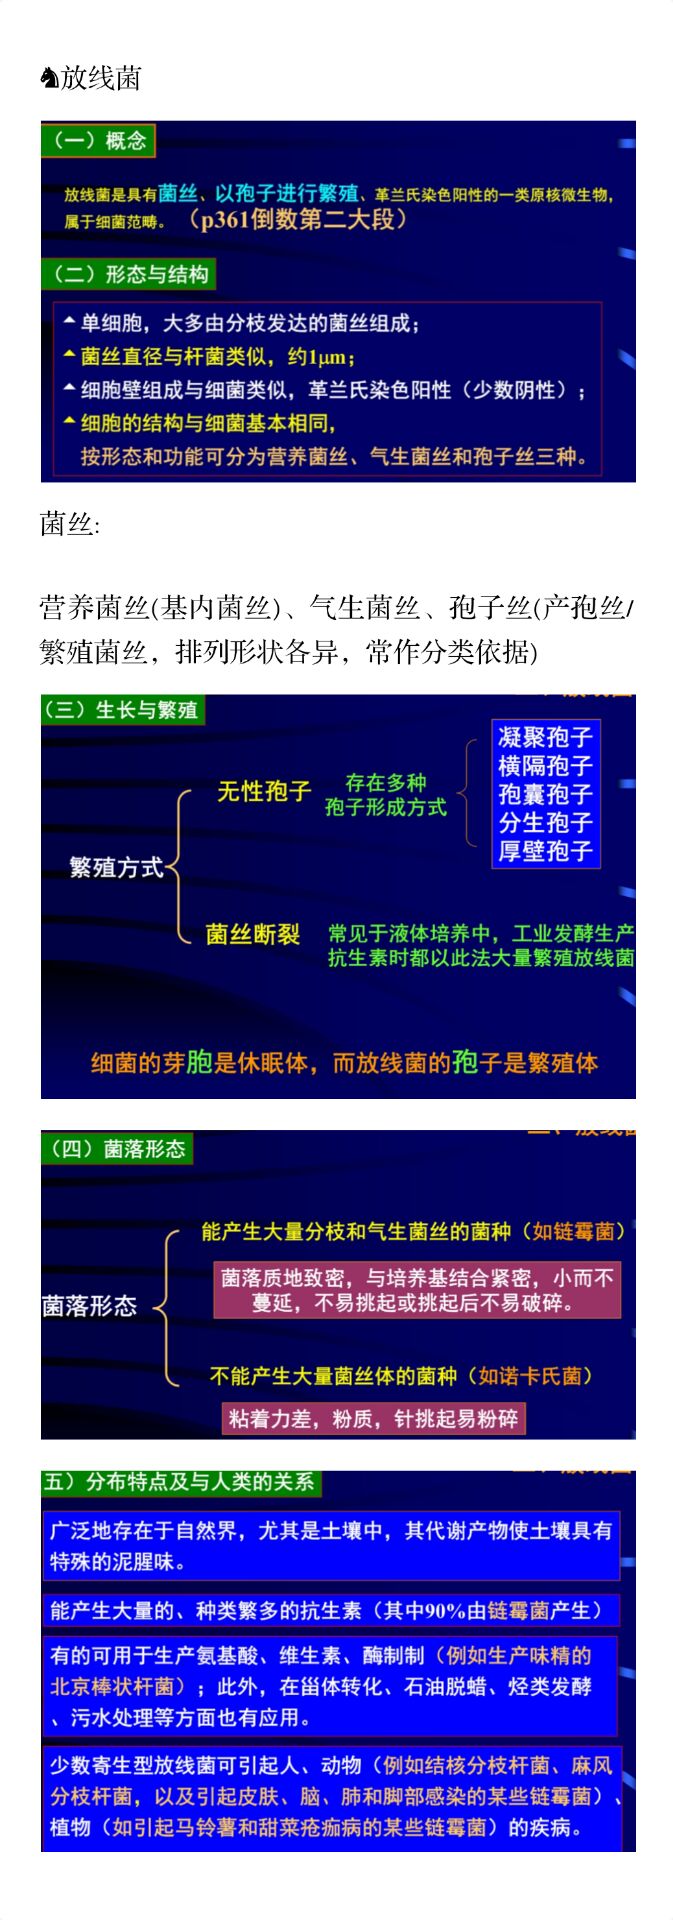 ♞放线菌
（一）概念
放线菌是具有菌丝、以孢子进行繁殖、革兰氏染色阳性的一类原核微生物，
属于细菌范畴。（p361倒数第二大段）
（二）形态与结构
单细胞，大多由分枝发达的菌丝组成；
菌丝直径与杆菌类似，约1μm；
细胞壁组成与细菌类似，革兰氏染色阳性（少数阴性）；
细胞的结构与细菌基本相同，
按形态和功能可分为营养菌丝、气生菌丝和孢子丝三种。
菌丝:
营养菌丝(基内菌丝)、气生菌丝、孢子丝(产孢丝/
繁殖菌丝，排列形状各异，常作分类依据)
（三）生长与繁殖
繁殖方式
无性孢子
存在多种
孢子形成方式
凝聚孢子
横隔孢子
孢囊孢子
分生孢子
厚壁孢子
菌丝断裂
常见于液体培养中，工业发酵生产
抗生素时都以此法大量繁殖放线菌
细菌的芽胞是休眠体，而放线菌的孢子是繁殖体
（四）菌落形态
菌落形态
能产生大量分枝和气生菌丝的菌种（如链霉菌）
菌落质地致密，与培养基结合紧密，小而不
蔓延，不易挑起或挑起后不易破碎。
不能产生大量菌丝体的菌种（如诺卡氏菌）
粘着力差，粉质，针挑起易粉碎
五）分布特点及与人类的关系
广泛地存在于自然界，尤其是土壤中，其代谢产物使土壤具有
特殊的泥腥味。
能产生大量的、种类繁多的抗生素（其中90%由链霉菌产生）
有的可用于生产氨基酸、维生素、酶制制（例如生产味精的
北京棒状杆菌）；此外，在甾体转化、石油脱蜡、烃类发酵
、污水处理等方面也有应用。
少数寄生型放线菌可引起人、动物（例如结核分枝杆菌、麻风
分枝杆菌，以及引起皮肤、脑、肺和脚部感染的某些链霉菌）、
植物（如引起马铃薯和甜菜疮痂病的某些链霉菌）的疾病。